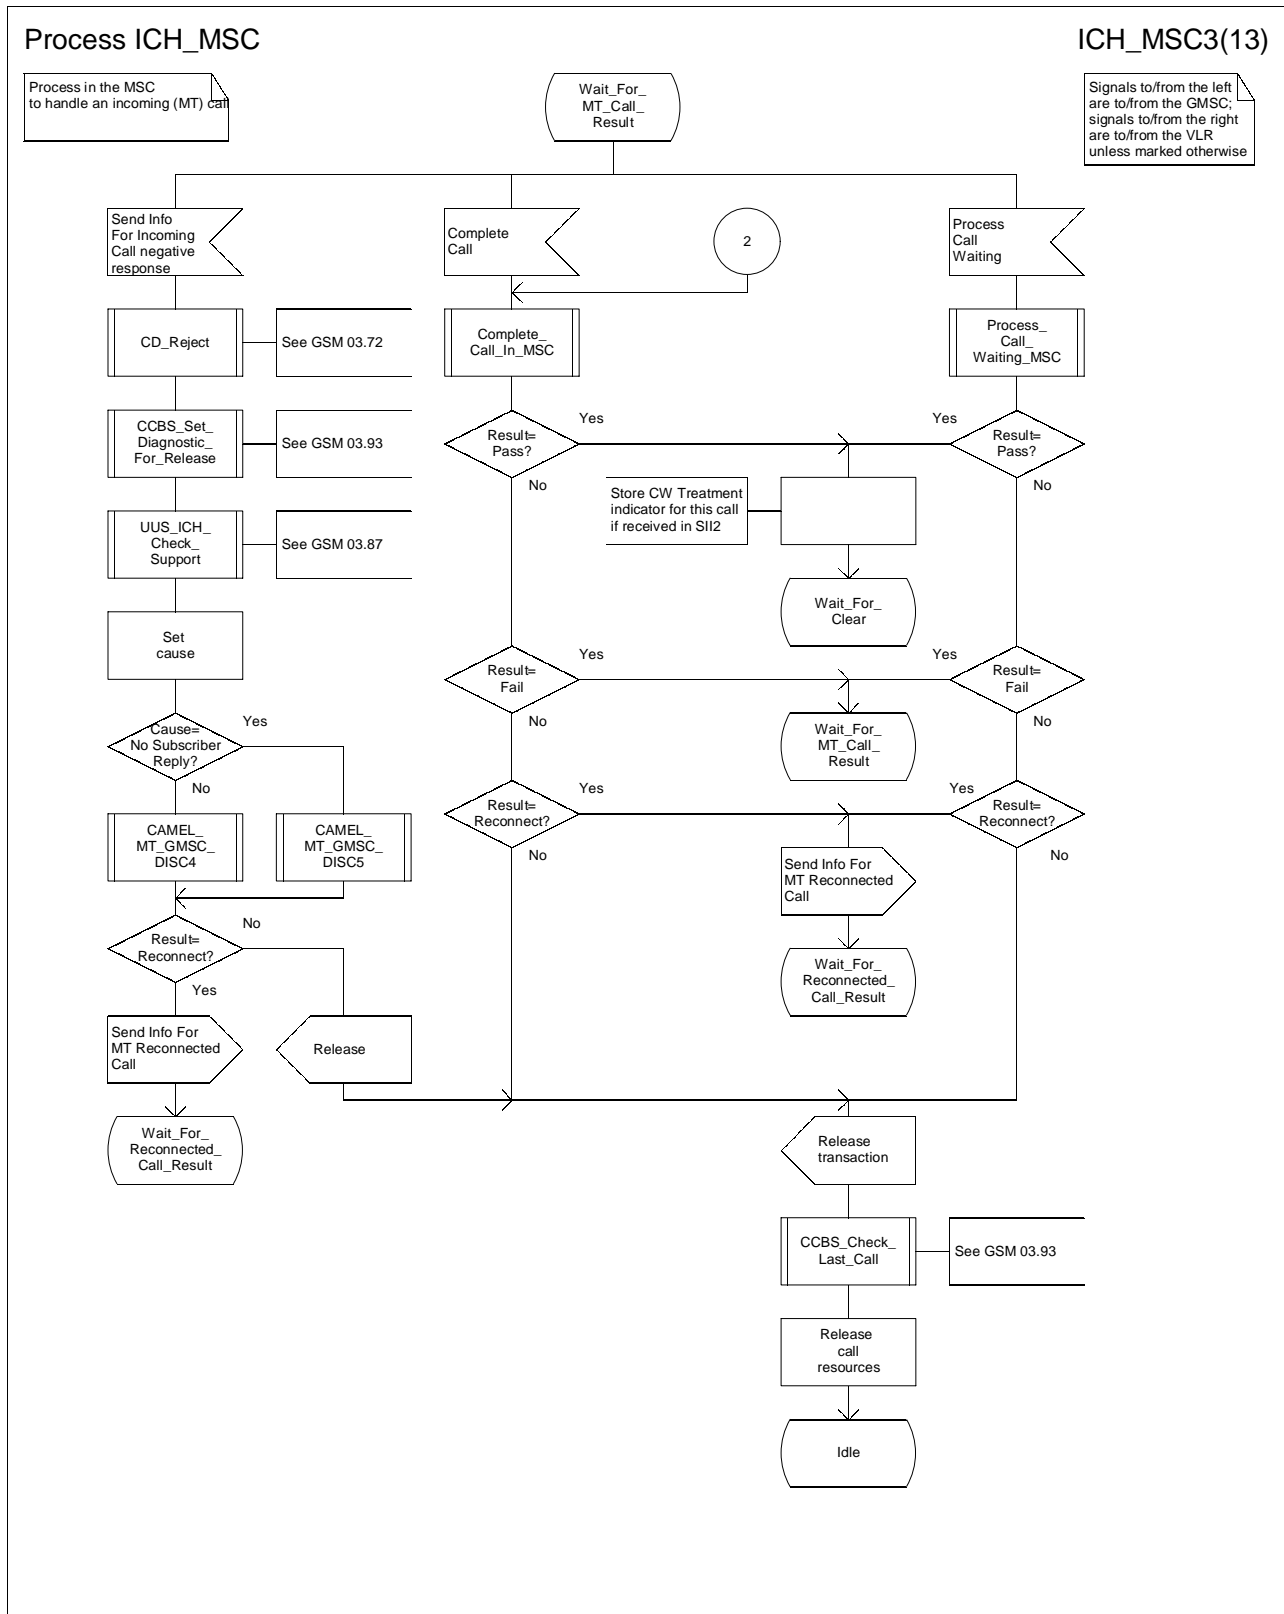 Process ICH_MSC
ICH_MSC3(13)
Process in the MSC
to handle an incoming (MT) call
Wait_For_
MT_Call_
Result
Signals to/from the left
are to/from the GMSC;
signals to/from the right
are to/from the VLR
unless marked otherwise
Send Info
For Incoming
Call negative
response
Complete
Call
2
Process
Call
Waiting
CD_Reject
See GSM 03.72
Complete_
Call_In_MSC
Process_
Call_
Waiting_MSC
CCBS_Set_
Diagnostic_
For_Release
See GSM 03.93
Result=
Pass?
Yes
No
Yes
Result=
Pass?
No
Store CW Treatment
indicator for this call
if received in SII2
UUS_ICH_
Check_
Support
See GSM 03.87
Wait_For_
Clear
Set
cause
Result=
Fail
Yes
No
Yes
Result=
Fail
No
Wait_For_
MT_Call_
Result
Cause=
No Subscriber
Reply?
Yes
No
Result=
Reconnect?
Yes
No
Yes
Result=
Reconnect?
No
CAMEL_
MT_GMSC_
DISC4
CAMEL_
MT_GMSC_
DISC5
Send Info For
MT Reconnected
Call
Result=
Reconnect?
No
Yes
Wait_For_
Reconnected_
Call_Result
Send Info For
MT Reconnected
Call
Release
Wait_For_
Reconnected_
Call_Result
Release
transaction
CCBS_Check_
Last_Call
See GSM 03.93
Release
call
resources
Idle